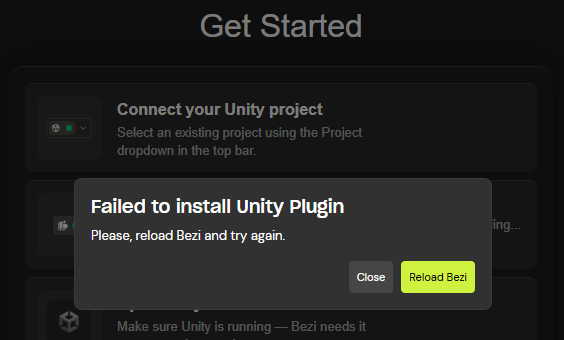 Get Started
Connect your Unity project
Select an existing project using the Project
dropdown in the top bar.
Failed to install Unity Plugin
Please, reload Bezi and try again.
ing...
Close
Reload Bezi
Make sure Unity is running — Bezi needs it